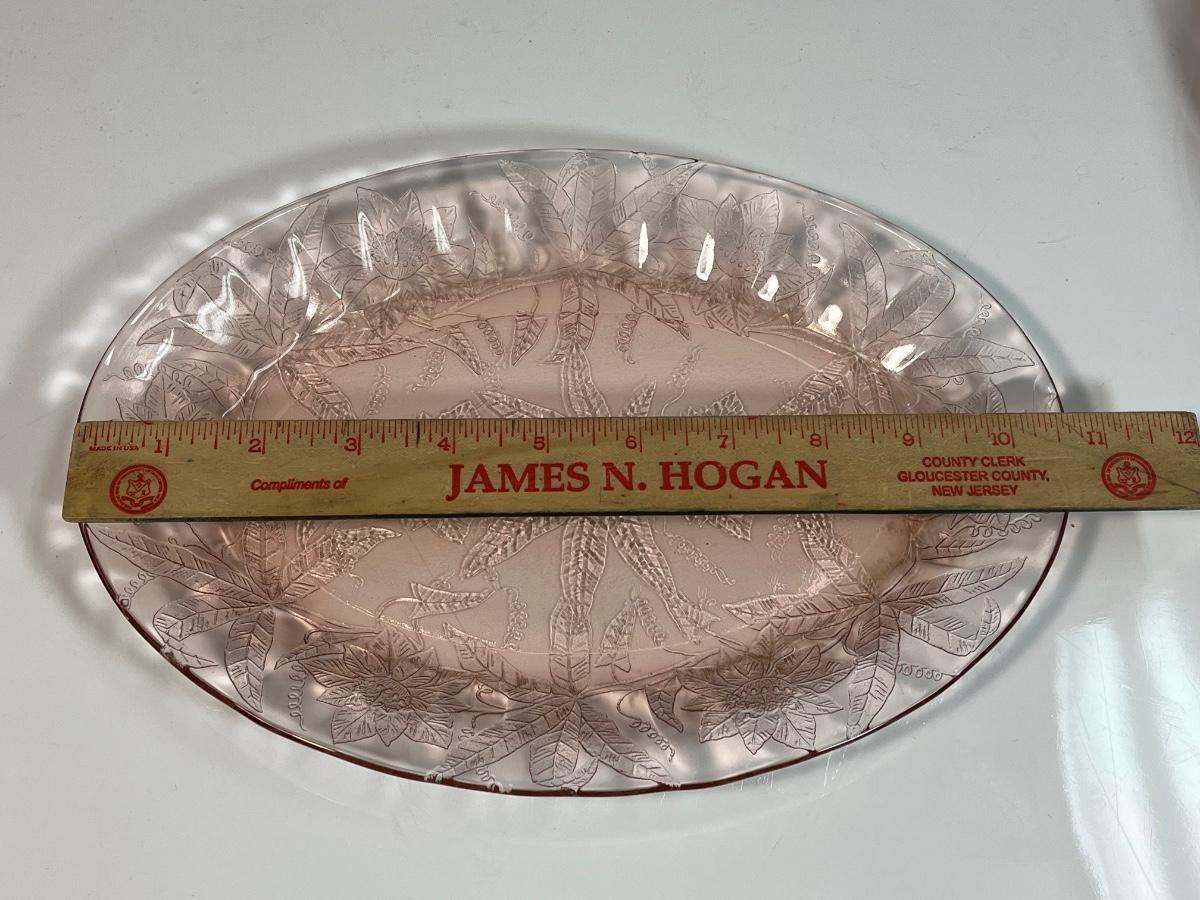 MADE IN USA 1 2 3 4 5 6 7 8 9 10 11 12
Compliments of
JAMES N. HOGAN
COUNTY CLERK
GLOUCESTER COUNTY,
NEW JERSEY